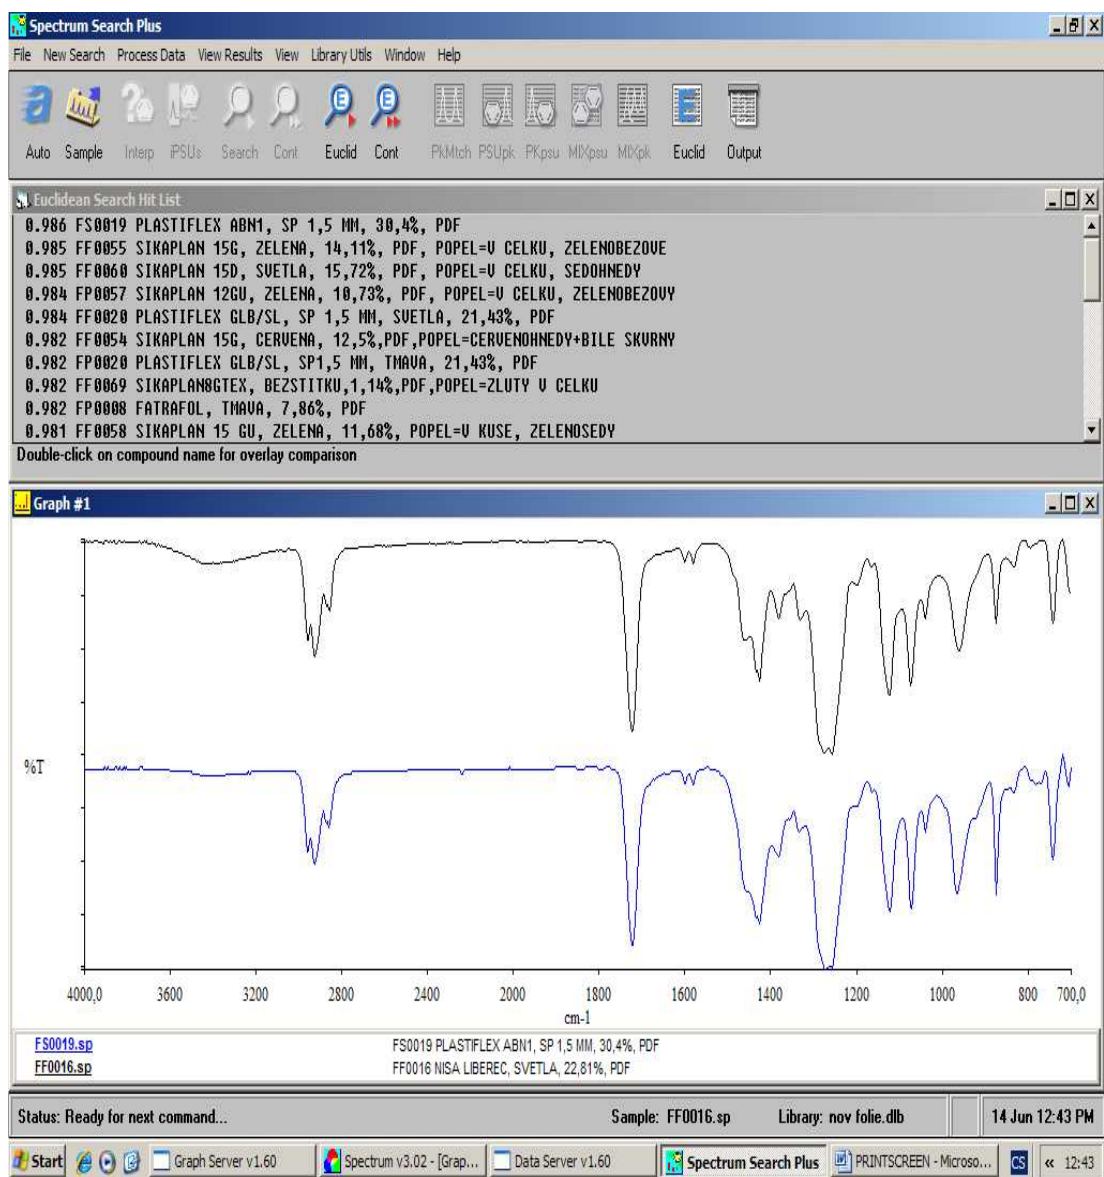 Spectrum Search Plus
File New Search Process Data View Results View Library Utils Window Help
Auto Sample Interp iPSUs Search Cont Euclid Cont PkMtch PSUpk PKpsu MIXpsu MIXpk Euclid Output
Euclidean Search Hit List
0.986 FS0019 PLASTIFLEX ABN1, SP 1,5 MM, 30,4%, PDF
0.985 FF0055 SIKAPLAN 15G, ZELENA, 14,11%, PDF, POPEL=V CELKU, ZELENOBEZOVE
0.985 FF0060 SIKAPLAN 15D, SVETLA, 15,72%, PDF, POPEL=V CELKU, SEDOHNEDY
0.984 FP0057 SIKAPLAN 12GU, ZELENA, 10,73%, PDF, POPEL=V CELKU, ZELENOBEZOVY
0.984 FF0020 PLASTIFLEX GLB/SL, SP 1,5 MM, SVETLA, 21,43%, PDF
0.982 FF0054 SIKAPLAN 15G, CERVENA, 12,5%,PDF,POPEL=CERVENOHNEDY+BILE SKVRNY
0.982 FP0020 PLASTIFLEX GLB/SL, SP1,5 MM, TMAVA, 21,43%, PDF
0.982 FF0069 SIKAPLAN8GTEX, BEZSTITKU,1,14%,PDF,POPEL=ZLUTY V CELKU
0.982 FP0008 FATRAFOL, TMAVA, 7,86%, PDF
0.981 FF0058 SIKAPLAN 15 GU, ZELENA, 11,68%, POPEL=V KUSE, ZELENOSEDY
Double-click on compound name for overlay comparison
Graph #1
%T
4000,0 3600 3200 2800 2400 2000 1800 1600 1400 1200 1000 800 700,0
cm-1
FS0019.sp FS0019 PLASTIFLEX ABN1, SP 1,5 MM, 30,4%, PDF
FF0016.sp FF0016 NISA LIBEREC, SVETLA, 22,81%, PDF
Status: Ready for next command... Sample: FF0016.sp Library: nov folie.dlb 14 Jun 12:43 PM
Start Graph Server v1.60 Spectrum v3.02 - [Grap... Data Server v1.60 Spectrum Search Plus PRINTSCREEN - Microso... CS « 12:43